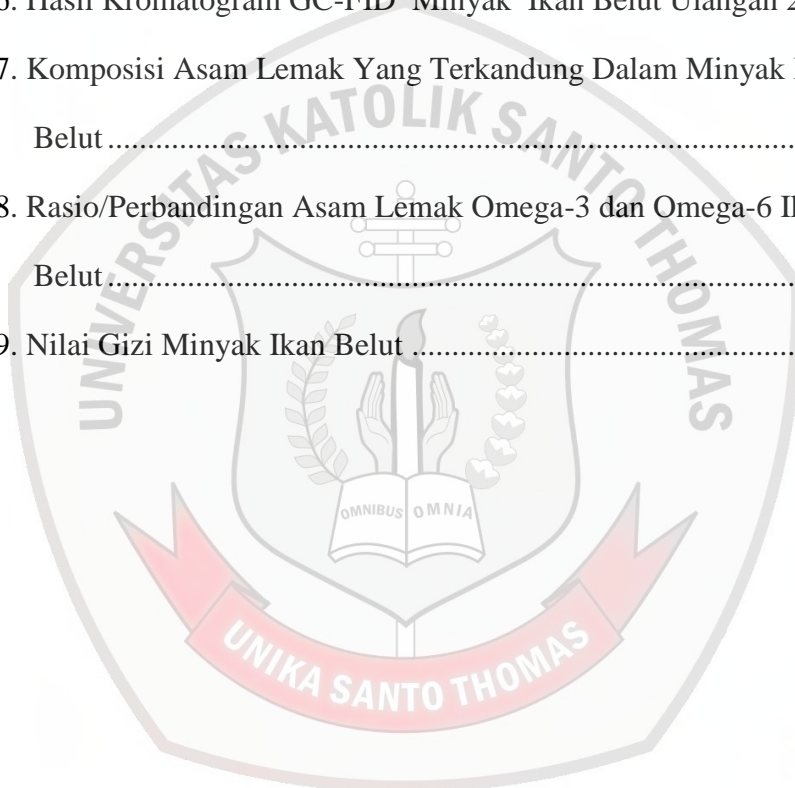 6. Hasil Kromatogram GC-FID Minyak Ikan Belut Ulangan 2
7. Komposisi Asam Lemak Yang Terkandung Dalam Minyak
Belut ........................................................................................................
8. Rasio/Perbandingan Asam Lemak Omega-3 dan Omega-6
Belut ........................................................................................................
9. Nilai Gizi Minyak Ikan Belut .........................................................
UNIVERSITAS KATOLIK SANTO THOMAS
OMNIBUS OMNIA
UNIKA SANTO THOMAS